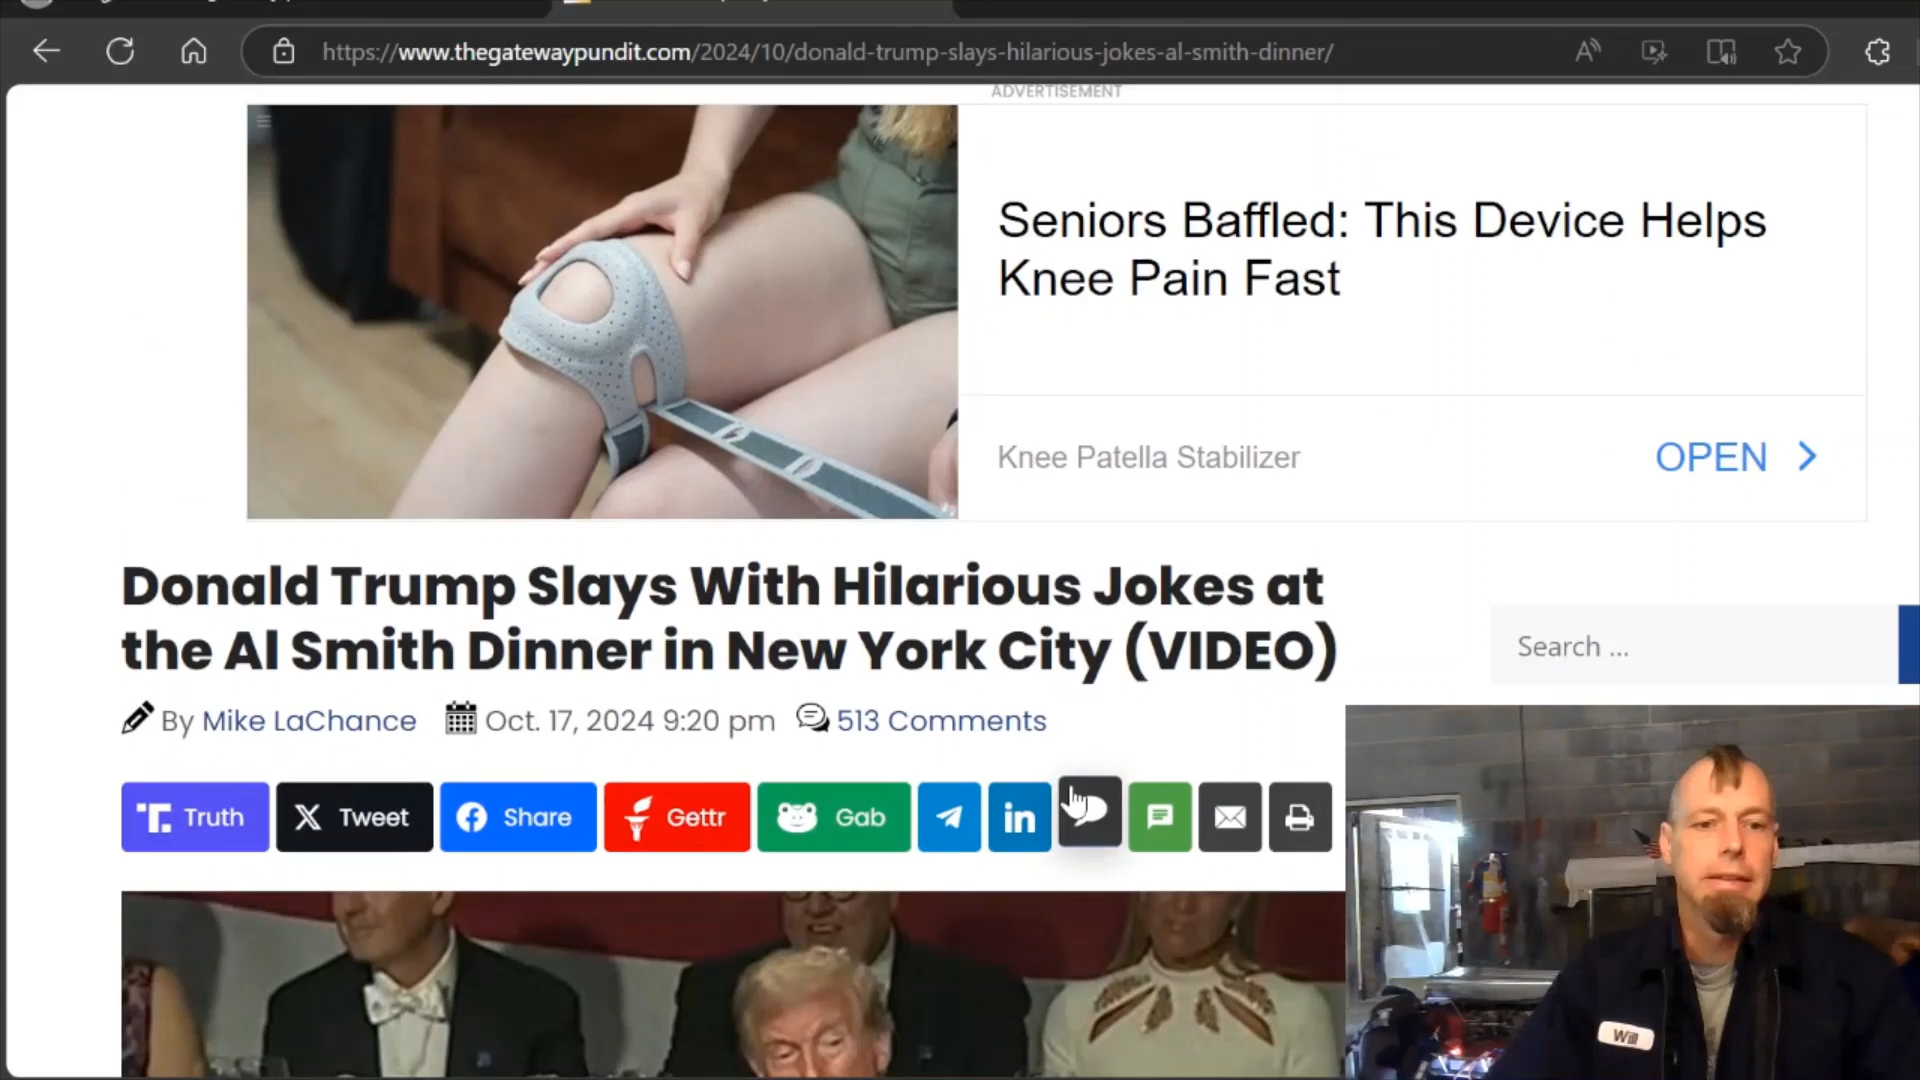 https://www.thegatewaypundit.com/2024/10/donald-trump-slays-hilarious-jokes-al-smith-dinner/
ADVERTISEMENT
Seniors Baffled: This Device Helps
Knee Pain Fast
Knee Patella Stabilizer
OPEN
Donald Trump Slays With Hilarious Jokes at
the Al Smith Dinner in New York City (VIDEO)
Search ...
By Mike LaChance Oct. 17, 2024 9:20 pm 513 Comments
Truth Tweet Share Gettr Gab in
Will